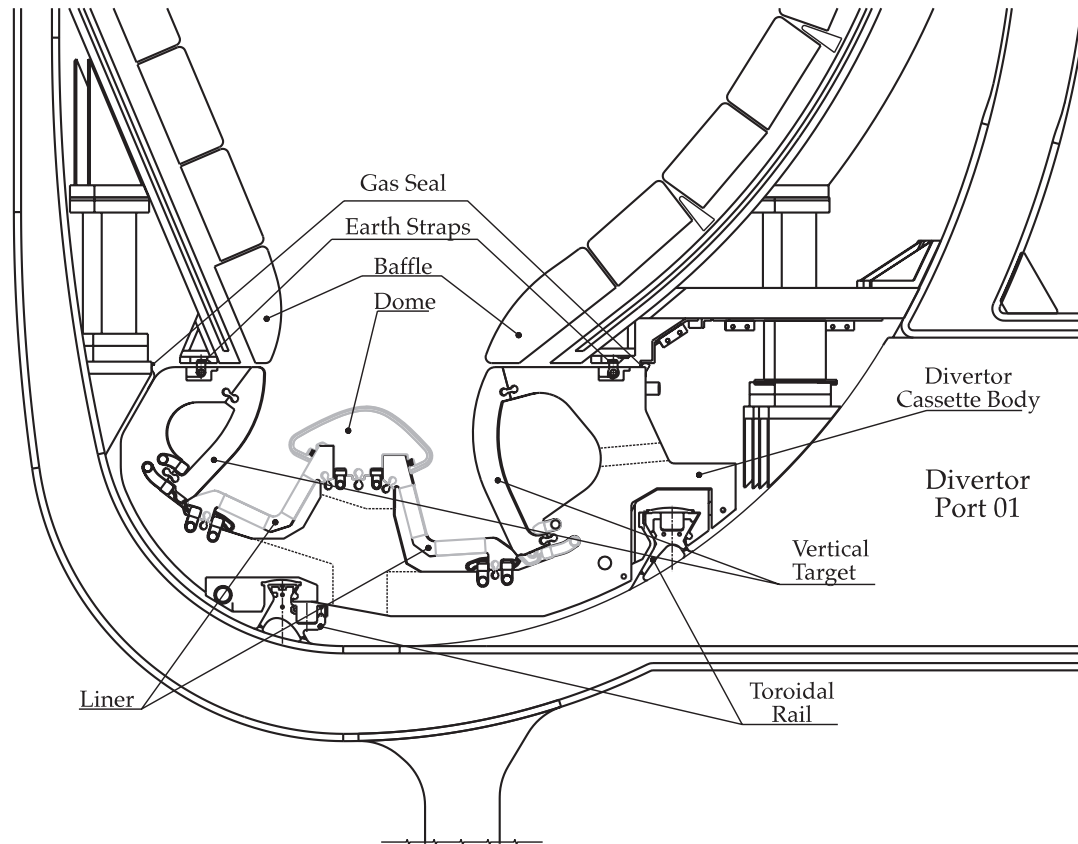 Gas Seal
Earth Straps
Baffle
Dome
Divertor
Cassette Body
Divertor
Port 01
Vertical
Target
Liner
Toroidal
Rail